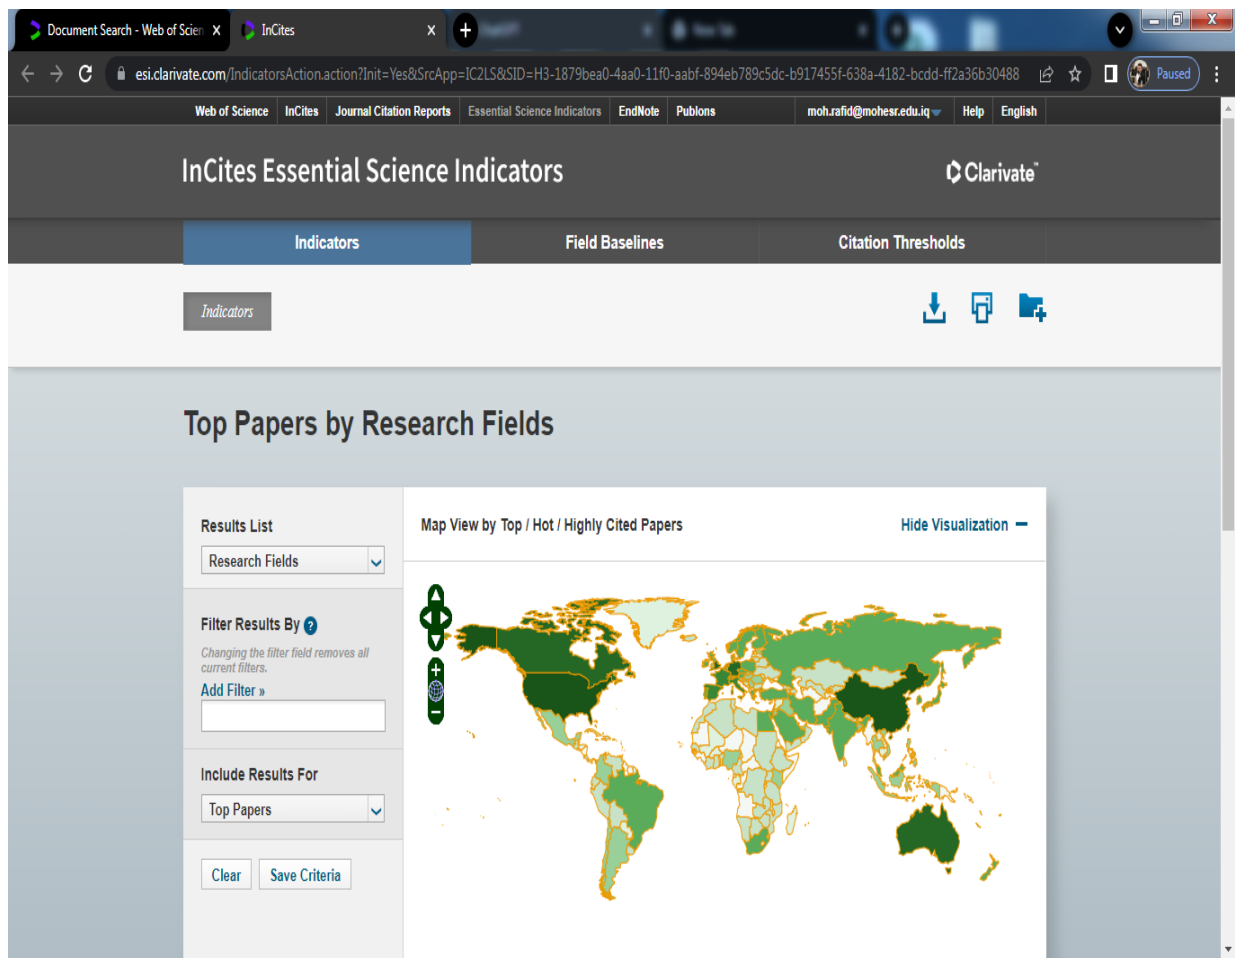 Document Search - Web of Scien
InCites
esi.clarivate.com/IndicatorsAction.action?Init=Yes&SrcApp=IC2LS&SID=H3-1879bea0-4aa0-11f0-aabf-894eb789c5dc-b917455f-638a-4182-bcdd-ff2a36b30488
Paused
Web of Science InCites Journal Citation Reports Essential Science Indicators EndNote Publons moh.rafid@mohesr.edu.iq Help English
InCites Essential Science Indicators
Clarivate™
Indicators Field Baselines Citation Thresholds
Indicators
Top Papers by Research Fields
Results List
Research Fields
Map View by Top / Hot / Highly Cited Papers
Hide Visualization
Filter Results By ?
Changing the filter field removes all
current filters.
Add Filter »
Include Results For
Top Papers
Clear Save Criteria